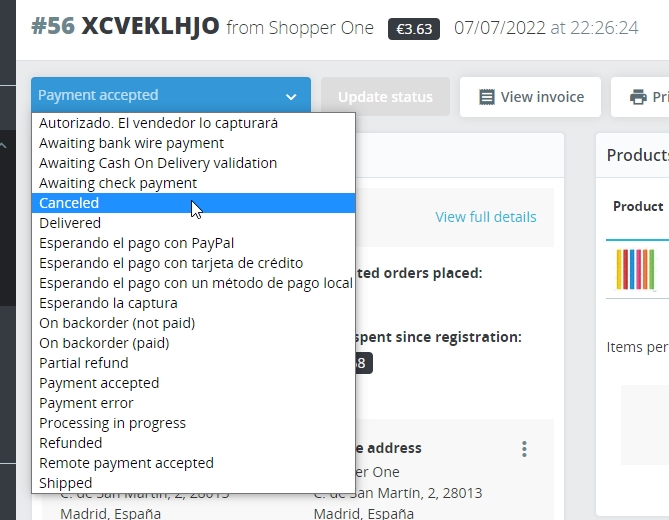 #56 XCVEKLHJO from Shopper One €3.63 07/07/2022 at 22:26:24
Payment accepted
Update status
View invoice
Autorizado. El vendedor lo capturará
Awaiting bank wire payment
Awaiting Cash On Delivery validation
Awaiting check payment
Canceled
Delivered
Esperando el pago con PayPal
Esperando el pago con tarjeta de crédito
Esperando el pago con un método de pago local
Esperando la captura
On backorder (not paid)
On backorder (paid)
Partial refund
Payment accepted
Payment error
Processing in progress
Refunded
Remote payment accepted
Shipped
View full details
orders placed:
since registration:
address
One
C. de San Martín, 2, 28013
Madrid, España
C. de San Martín, 2, 28013
Madrid, España
Products
Product
Items per